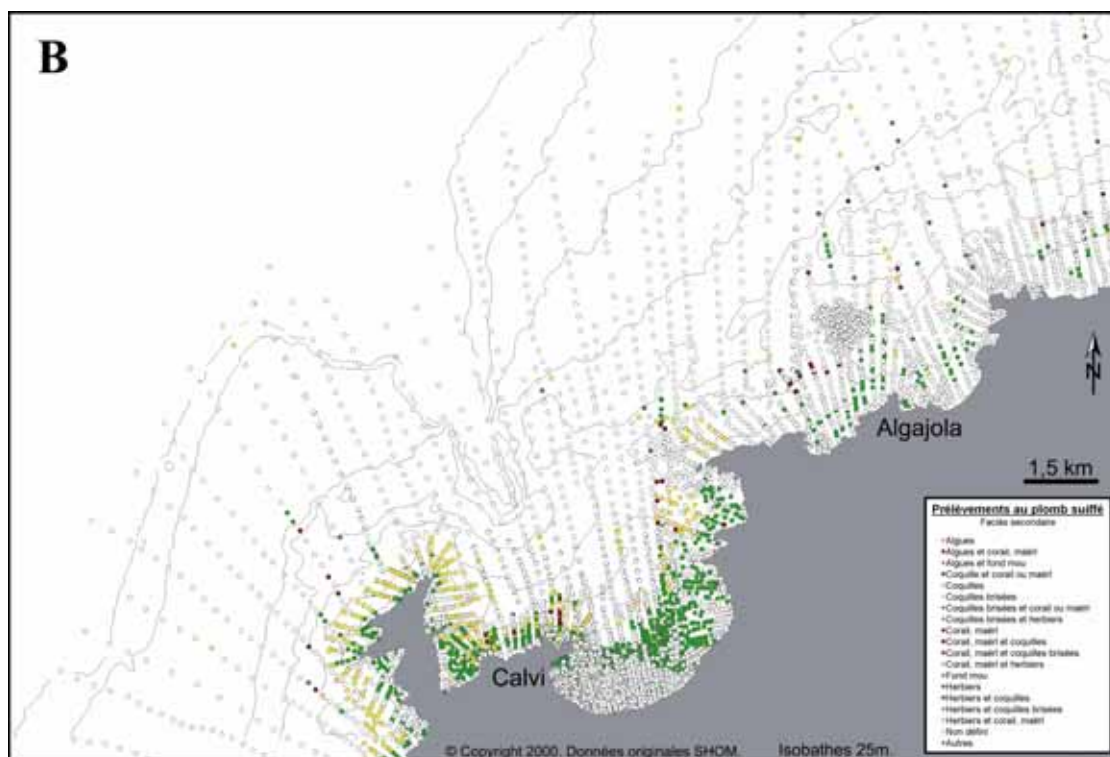 B
N
Algajola
1,5 km
Calvi
Prélèvements au plomb suiffé
Faciès secondaire
Algues
Algues et corail, maërl
Algues et fond mou
Coquille et corail ou maërl
Coquilles
Coquilles brisées
Coquilles brisées et corail ou maërl
Coquilles brisées et herbiers
Corail, maërl
Corail, maërl et coquilles
Corail, maërl et coquilles brisées
Corail, maërl et herbiers
Fond mou
Herbiers
Herbiers et coquilles
Herbiers et coquilles brisées
Herbiers et corail, maërl
Non défini
Autres
© Copyright 2000. Données originales SHOM. Isobathes 25m.